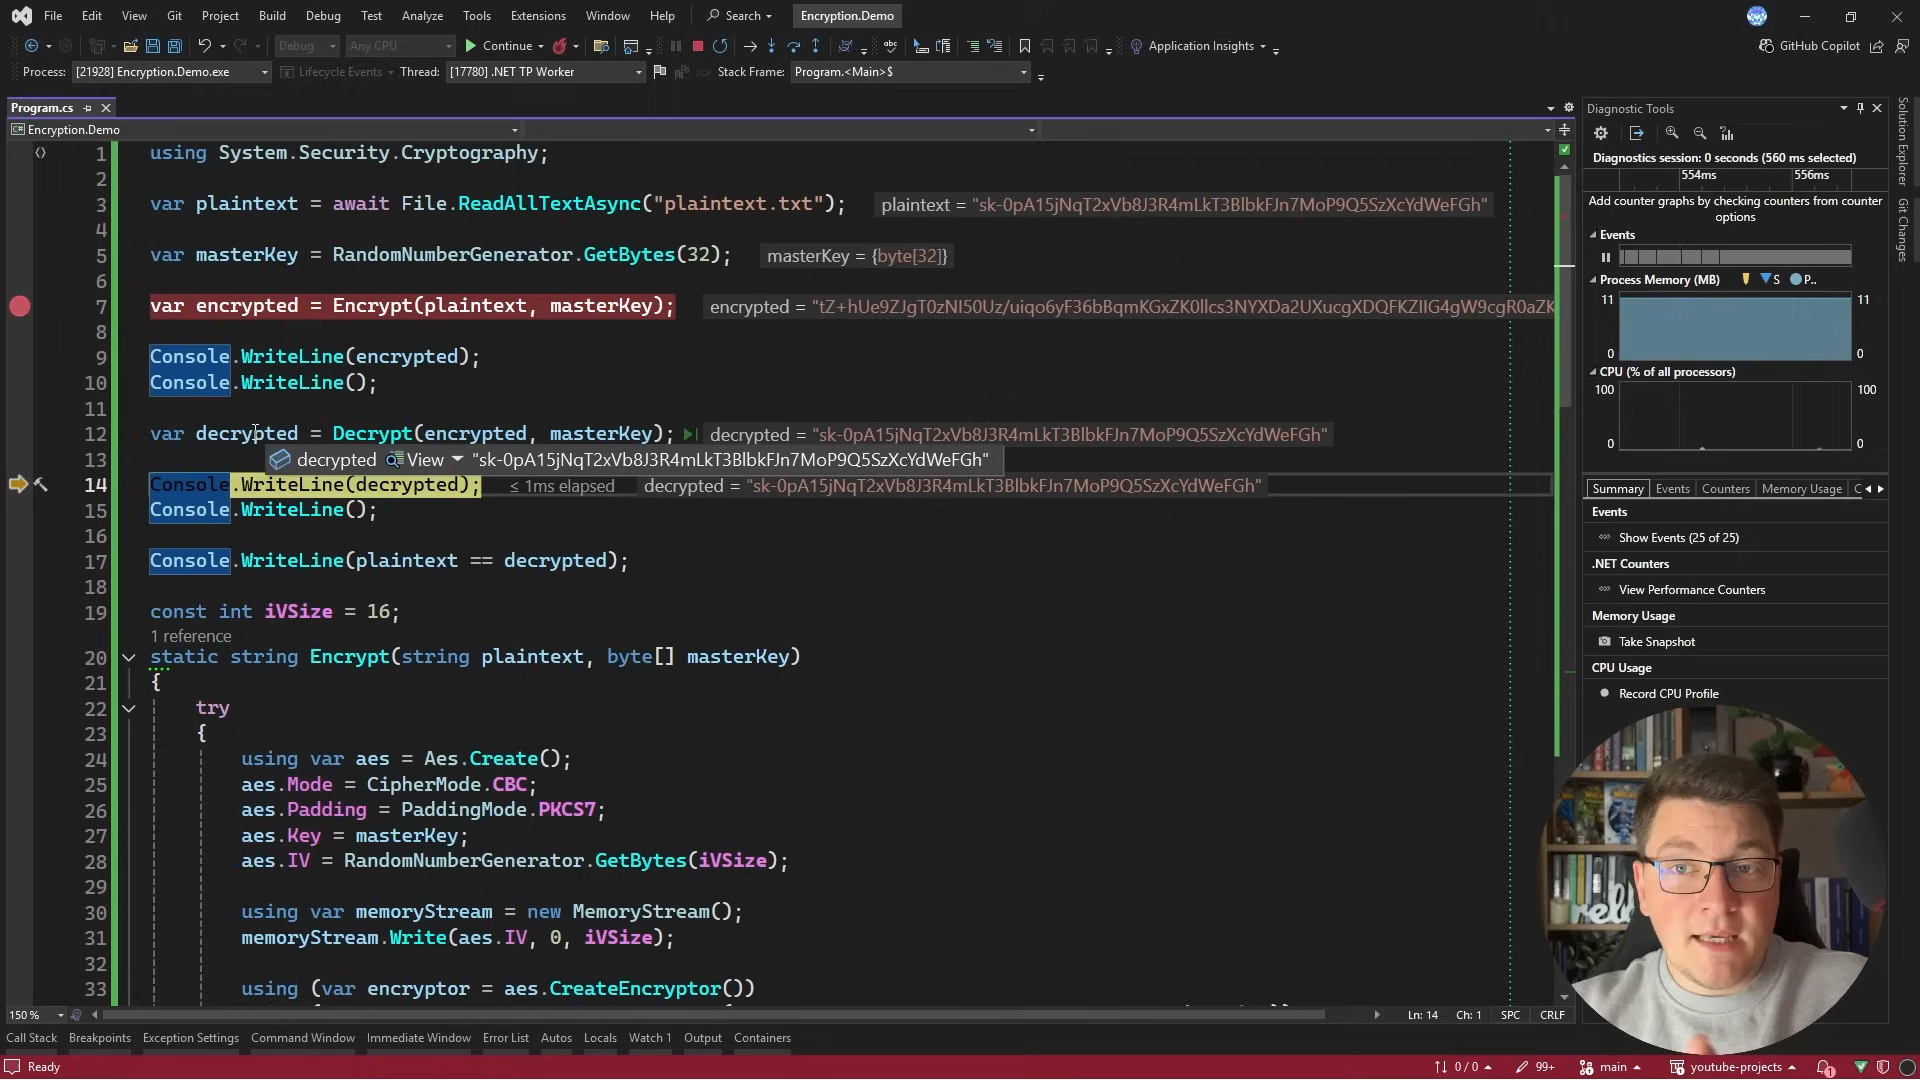 File Edit View Git Project Build Debug Test Analyze Tools Extensions Window Help Search Encryption.Demo
Debug Any CPU Continue Application Insights GitHub Copilot
Process: [21928] Encryption.Demo.exe Lifecycle Events Thread: [17780] .NET TP Worker Stack Frame: Program.<Main>$
Program.cs
Encryption.Demo
1 using System.Security.Cryptography;
2
3 var plaintext = await File.ReadAllTextAsync("plaintext.txt"); plaintext = "sk-0pA15jNqT2xVb8J3R4mLkT3BlbkFJn7MoP9Q5SzXcYdWeFGh"
4
5 var masterKey = RandomNumberGenerator.GetBytes(32); masterKey = {byte[32]}
6
7 var encrypted = Encrypt(plaintext, masterKey); encrypted = "tZ+hUe9ZJgT0zNI50Uz/uiqo6yF36bBqmKGxZK0llcs3NYXDa2UXucgXDQFKZIIG4gW9cgR0aZK
8
9 Console.WriteLine(encrypted);
10 Console.WriteLine();
11
12 var decrypted = Decrypt(encrypted, masterKey); decrypted = "sk-0pA15jNqT2xVb8J3R4mLkT3BlbkFJn7MoP9Q5SzXcYdWeFGh"
13 decrypted View "sk-0pA15jNqT2xVb8J3R4mLkT3BlbkFJn7MoP9Q5SzXcYdWeFGh"
14 Console.WriteLine(decrypted); ≤ 1ms elapsed decrypted = "sk-0pA15jNqT2xVb8J3R4mLkT3BlbkFJn7MoP9Q5SzXcYdWeFGh"
15 Console.WriteLine();
16
17 Console.WriteLine(plaintext == decrypted);
18
19 const int iVSize = 16;
1 reference
20 static string Encrypt(string plaintext, byte[] masterKey)
21 {
22 try
23 {
24 using var aes = Aes.Create();
25 aes.Mode = CipherMode.CBC;
26 aes.Padding = PaddingMode.PKCS7;
27 aes.Key = masterKey;
28 aes.IV = RandomNumberGenerator.GetBytes(iVSize);
29
30 using var memoryStream = new MemoryStream();
31 memoryStream.Write(aes.IV, 0, iVSize);
32
33 using (var encryptor = aes.CreateEncryptor())
150 % Ln: 14 Ch: 1 SPC CRLF
Call Stack Breakpoints Exception Settings Command Window Immediate Window Error List Autos Locals Watch 1 Output Containers
Ready 0 / 0 99+ main youtube-projects 1
Diagnostic Tools
Diagnostics session: 0 seconds (560 ms selected)
554ms 556ms
Add counter graphs by checking counters from counter
options
Events
Process Memory (MB) S P..
11 11
0 0
CPU (% of all processors)
100 100
0 0
Summary Events Counters Memory Usage C
Events
Show Events (25 of 25)
.NET Counters
View Performance Counters
Memory Usage
Take Snapshot
CPU Usage
Record CPU Profile
Solution Explorer
Git Changes